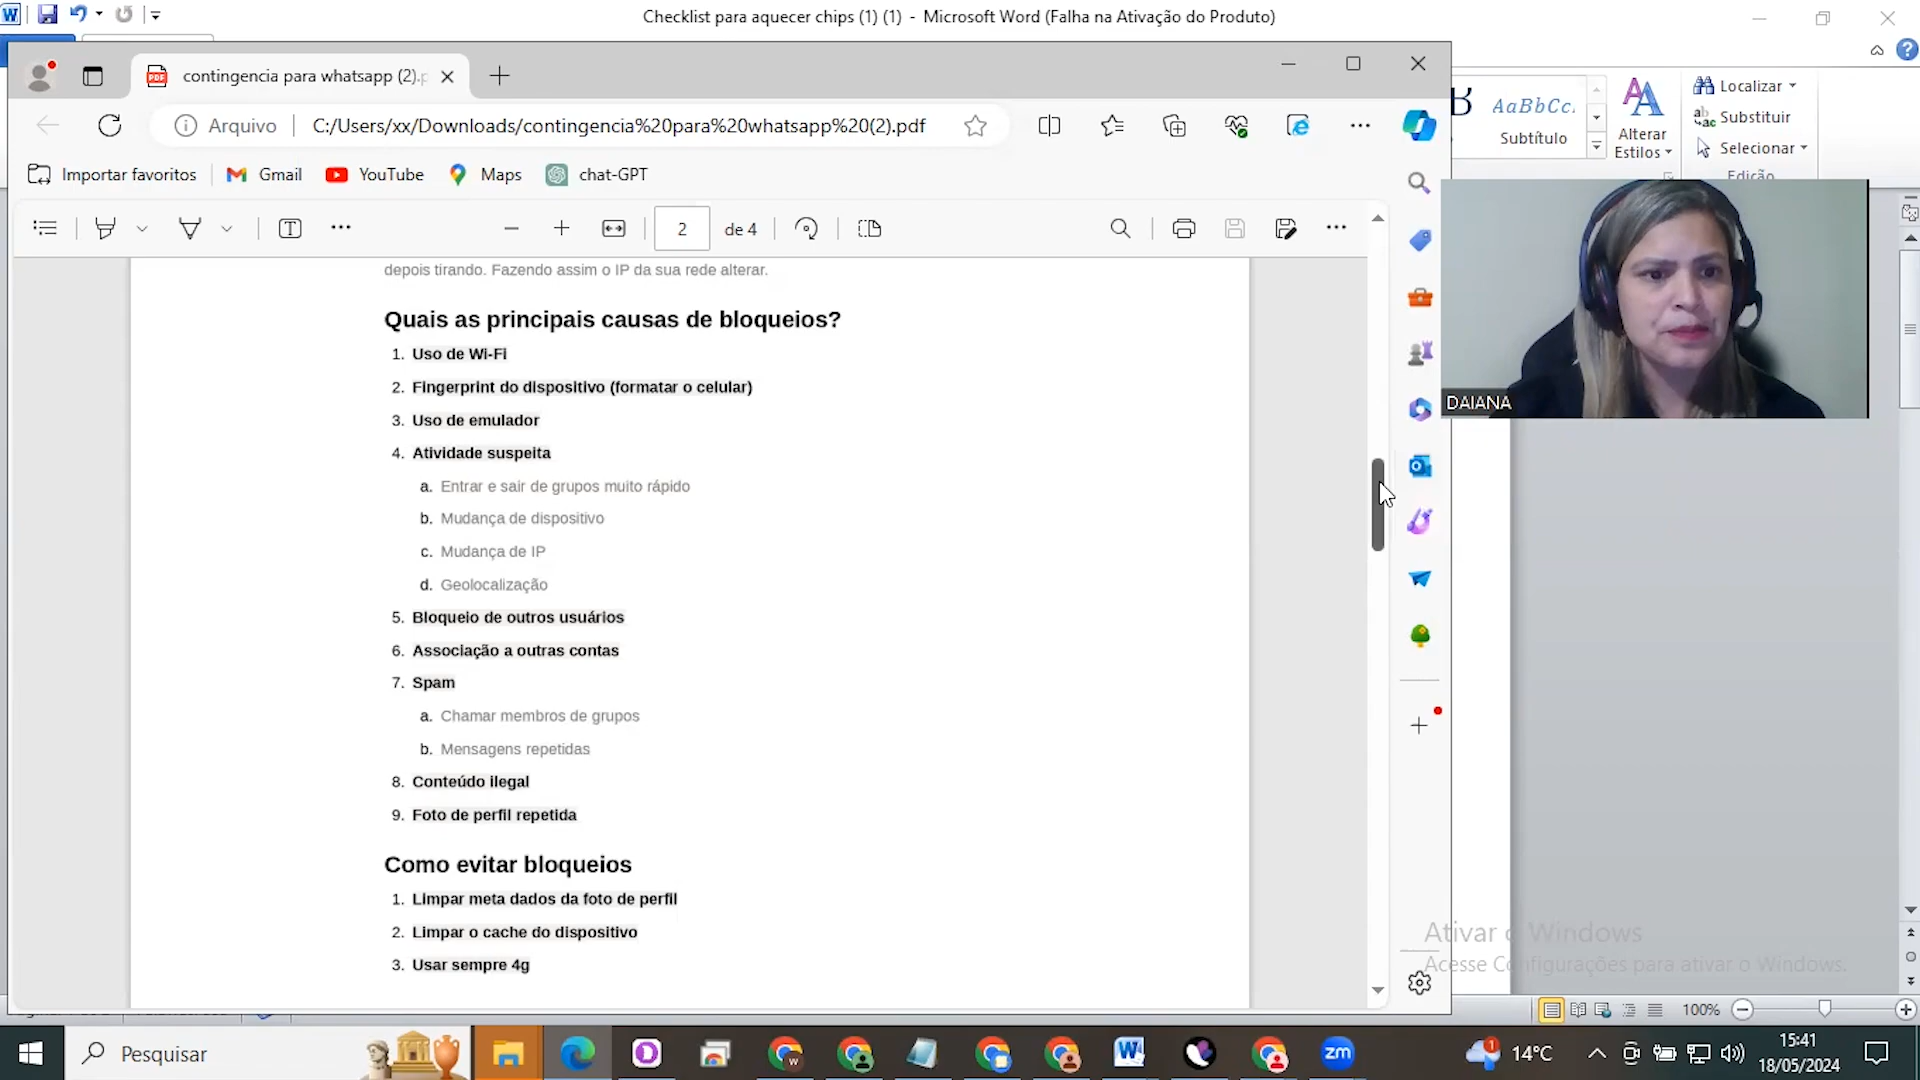 Checklist para aquecer chips (1) (1) - Microsoft Word (Falha na Ativação do Produto)
contingencia para whatsapp (2).p
Arquivo
C:/Users/xx/Downloads/contingencia%20para%20whatsapp%20(2).pdf
Importar favoritos
Gmail
YouTube
Maps
chat-GPT
2 de 4
AaBbCc.
Subtítulo
Alterar
Estilos
Localizar
Substituir
Selecionar
Edição
DAIANA
depois tirando. Fazendo assim o IP da sua rede alterar.
Quais as principais causas de bloqueios?
1. Uso de Wi-Fi
2. Fingerprint do dispositivo (formatar o celular)
3. Uso de emulador
4. Atividade suspeita
a. Entrar e sair de grupos muito rápido
b. Mudança de dispositivo
c. Mudança de IP
d. Geolocalização
5. Bloqueio de outros usuários
6. Associação a outras contas
7. Spam
a. Chamar membros de grupos
b. Mensagens repetidas
8. Conteúdo ilegal
9. Foto de perfil repetida
Como evitar bloqueios
1. Limpar meta dados da foto de perfil
2. Limpar o cache do dispositivo
3. Usar sempre 4g
Ativar o Windows
Acesse Configurações para ativar o Windows.
100%
Pesquisar
zm
1
14°C
15:41
18/05/2024